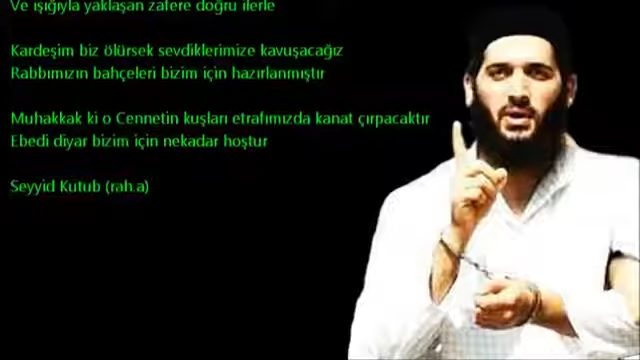 Ve ışığıyla yaklaşan zafere doğru ilerle
Kardeşim biz ölürsek sevdiklerimize kavuşacağız
Rabbımızın bahçeleri bizim için hazırlanmıştır
Muhakkak ki o Cennetin kuşları etrafımızda kanat çırpacaktır
Ebedi diyar bizim için nekadar hoştur
Seyyid Kutub (rah.a)